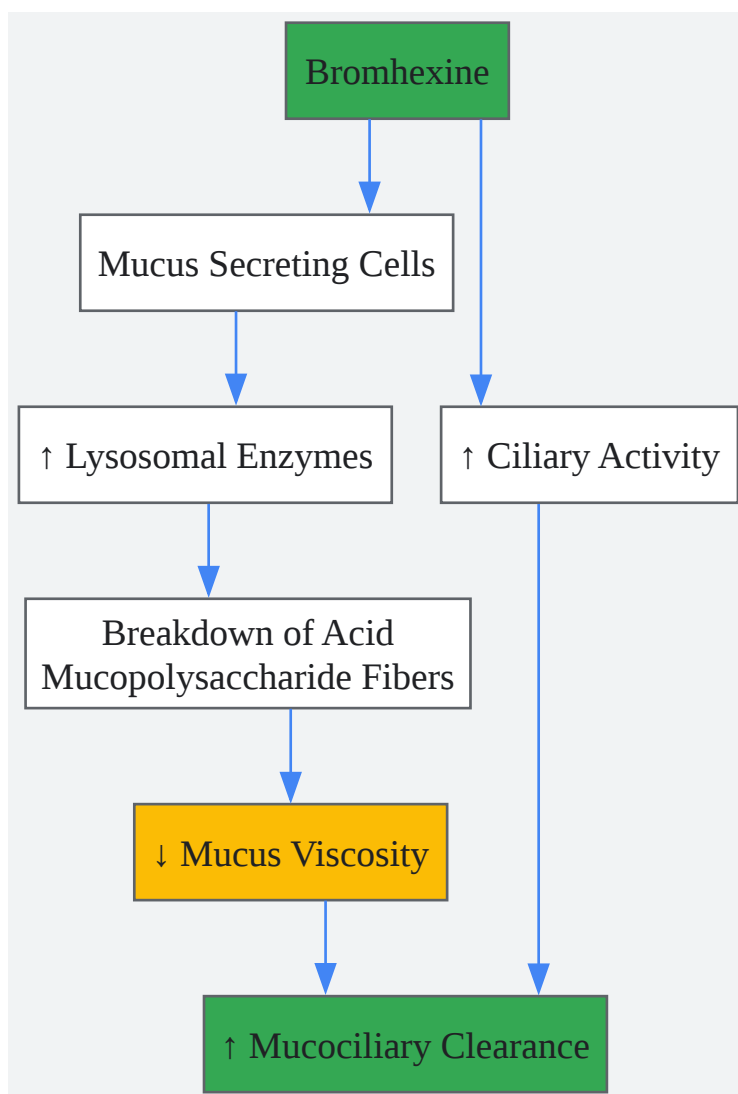 Bromhexine
Mucus Secreting Cells
↑ Lysosomal Enzymes
↑ Ciliary Activity
Breakdown of Acid
Mucopolysaccharide Fibers
↓ Mucus Viscosity
↑ Mucociliary Clearance